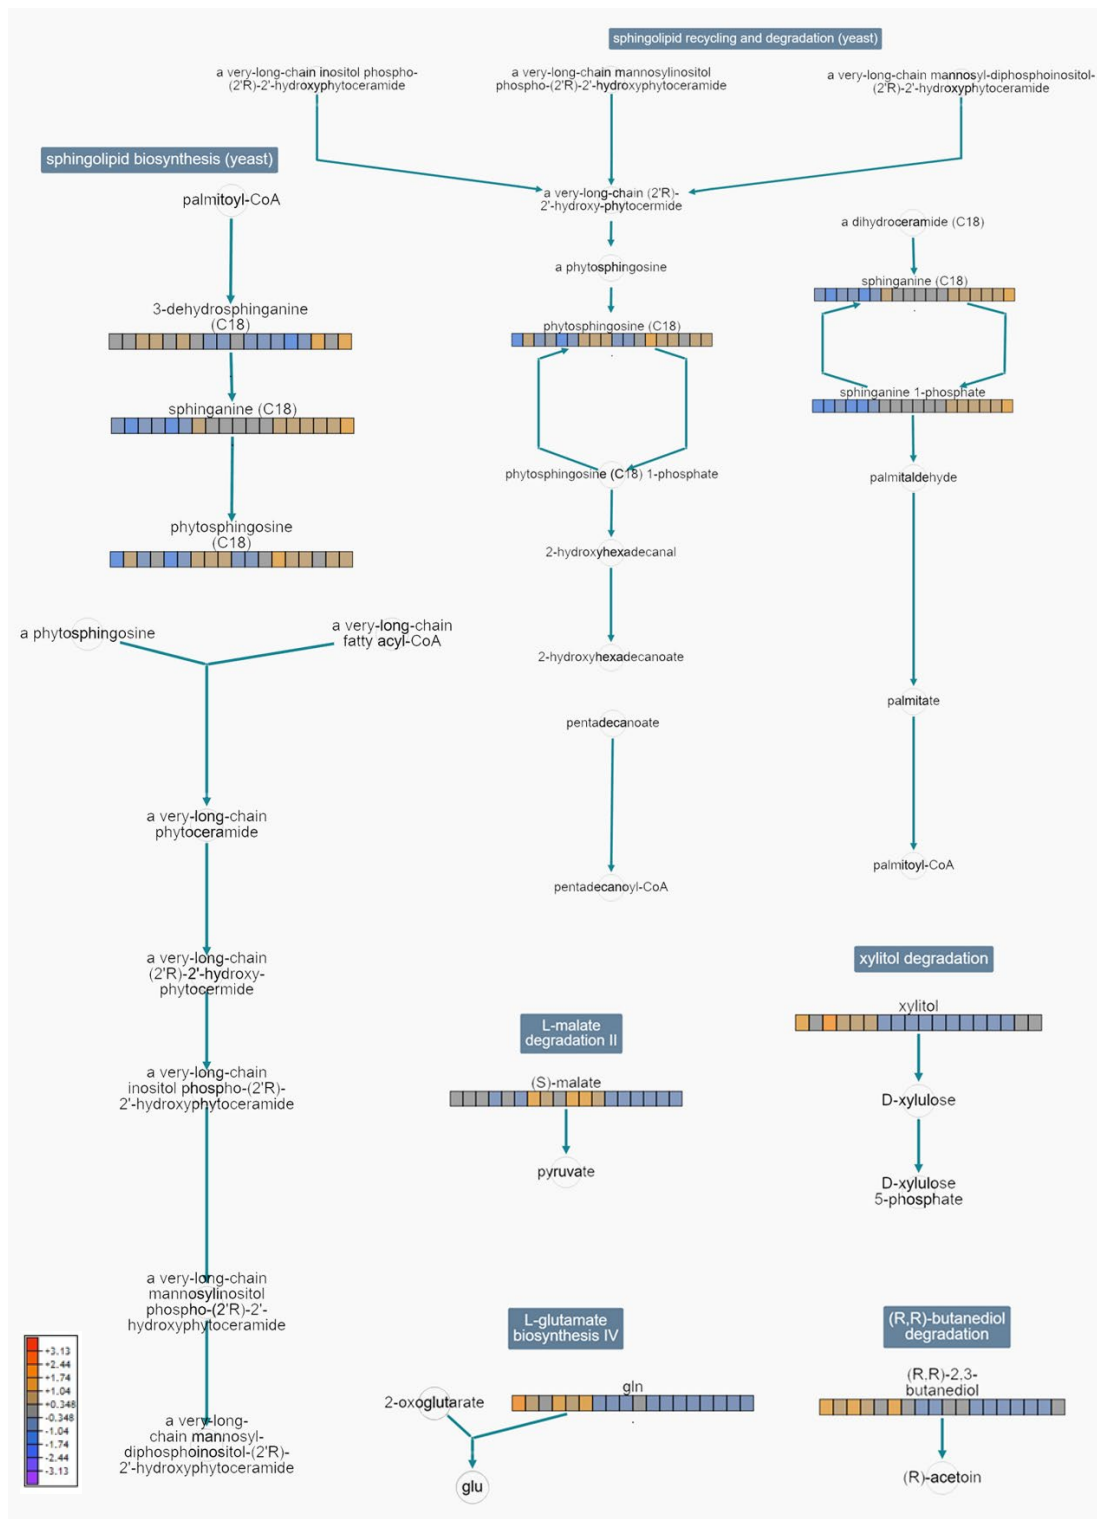 sphingolipid recycling and degradation (yeast)
a very-long-chain inositol phospho-
(2'R)-2'-hydroxyphytoceramide
a very-long-chain mannosylinositol
phospho-(2'R)-2'-hydroxyphytoceramide
a very-long-chain mannosyl-diphosphoinositol-
(2'R)-2'-hydroxyphytoceramide
a very-long-chain (2'R)-
2'-hydroxy-phytocermide
a phytosphingosine
phytosphingosine (C18)
phytosphingosine (C18) 1-phosphate
2-hydroxyhexadecanal
2-hydroxyhexadecanoate
pentadecanoate
pentadecanoyl-CoA
a dihydroceramide (C18)
sphinganine (C18)
sphinganine 1-phosphate
palmitaldehyde
palmitate
palmitoyl-CoA
sphingolipid biosynthesis (yeast)
palmitoyl-CoA
3-dehydrosphinganine
(C18)
sphinganine (C18)
phytosphingosine
(C18)
a phytosphingosine
a very-long-chain
fatty acyl-CoA
a very-long-chain
phytoceramide
a very-long-chain
(2'R)-2'-hydroxy-
phytocermide
a very-long-chain
inositol phospho-(2'R)-
2'-hydroxyphytoceramide
a very-long-chain
mannosylinositol
phospho-(2'R)-2'-
hydroxyphytoceramide
a very-long-
chain mannosyl-
diphosphoinositol-(2'R)-
2'-hydroxyphytoceramide
L-malate
degradation II
(S)-malate
pyruvate
xylitol degradation
xylitol
D-xylulose
D-xylulose
5-phosphate
L-glutamate
biosynthesis IV
2-oxoglutarate
gln
glu
(R,R)-butanediol
degradation
(R,R)-2,3-
butanediol
(R)-acetoin
+3.13
+2.44
+1.74
+1.04
+0.348
-0.348
-1.04
-1.74
-2.44
-3.13